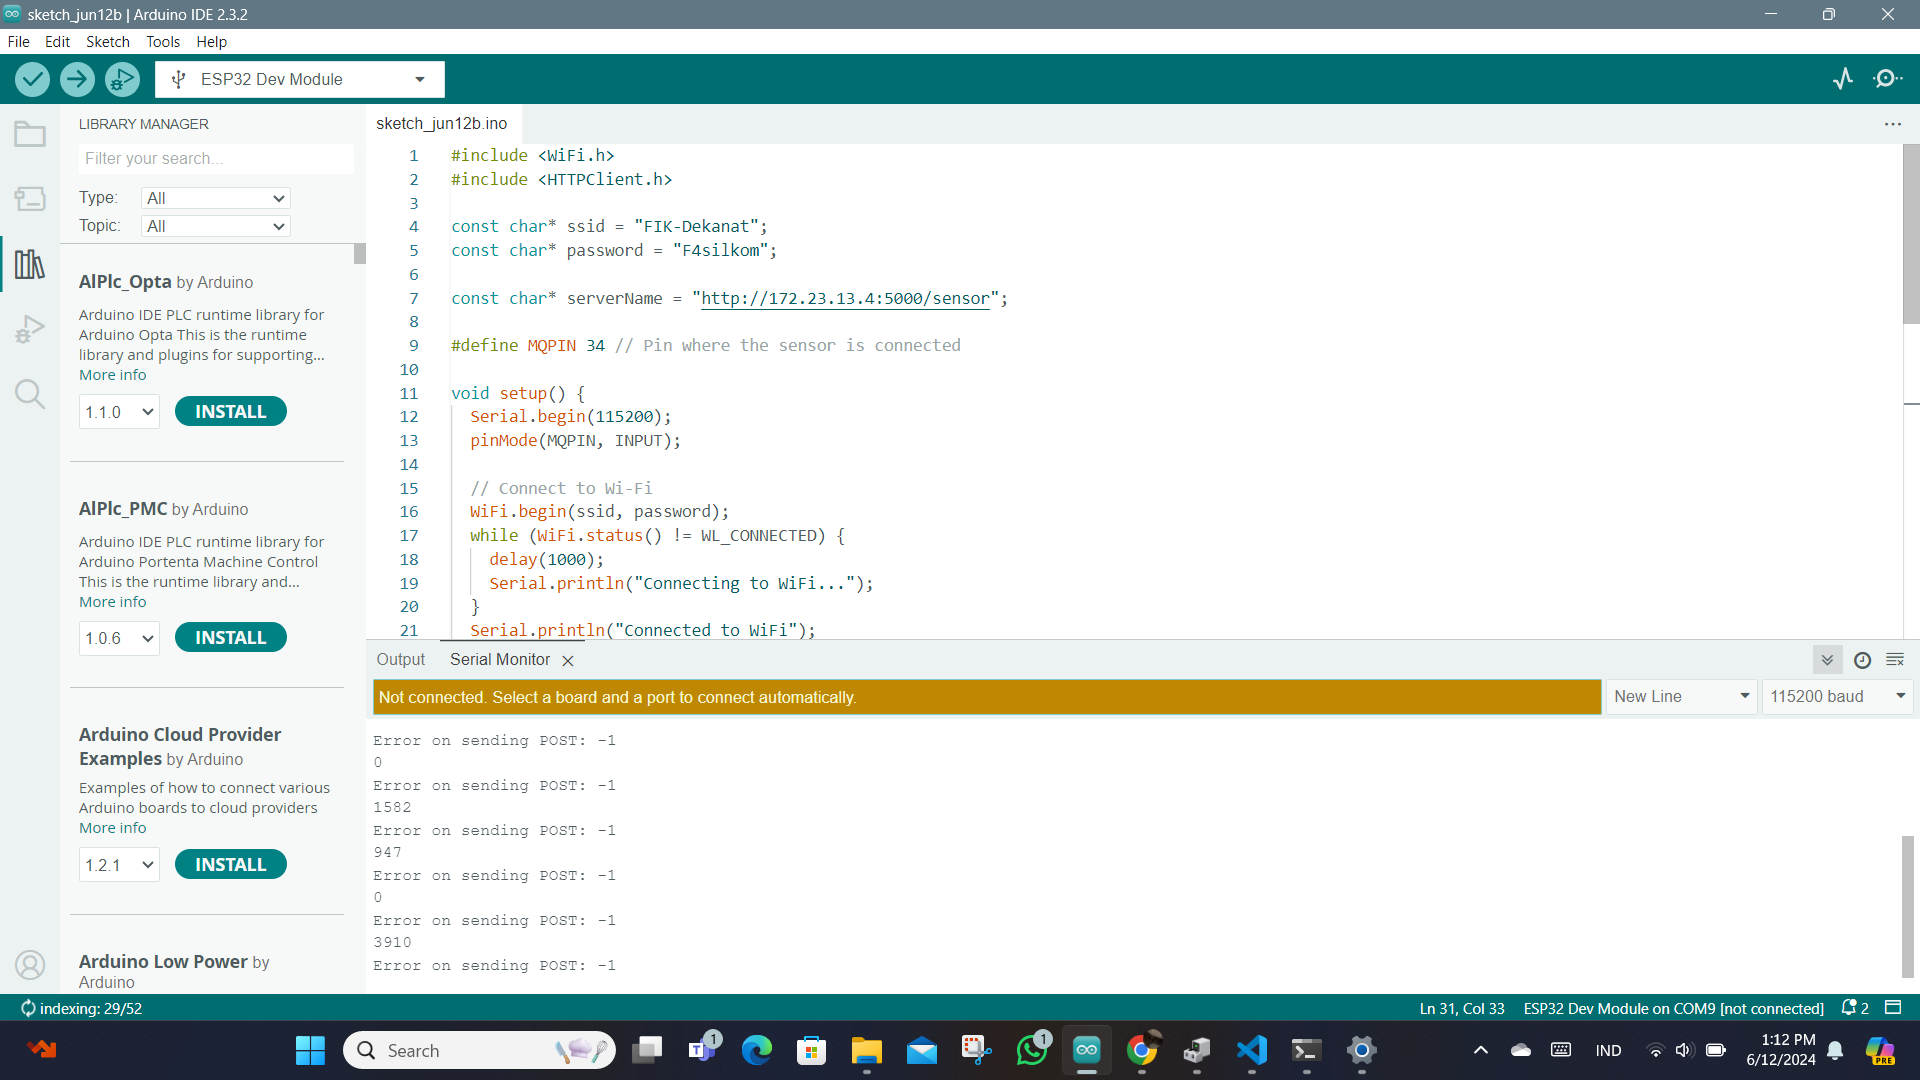 sketch_jun12b | Arduino IDE 2.3.2
File Edit Sketch Tools Help
ESP32 Dev Module
LIBRARY MANAGER
Filter your search...
Type: All
Topic: All
AlPlc_Opta by Arduino
Arduino IDE PLC runtime library for
Arduino Opta This is the runtime
library and plugins for supporting...
More info
1.1.0 INSTALL
AlPlc_PMC by Arduino
Arduino IDE PLC runtime library for
Arduino Portenta Machine Control
This is the runtime library and...
More info
1.0.6 INSTALL
Arduino Cloud Provider
Examples by Arduino
Examples of how to connect various
Arduino boards to cloud providers
More info
1.2.1 INSTALL
Arduino Low Power by
Arduino
sketch_jun12b.ino
1 #include <WiFi.h>
2 #include <HTTPClient.h>
3
4 const char* ssid = "FIK-Dekanat";
5 const char* password = "F4silkom";
6
7 const char* serverName = "http://172.23.13.4:5000/sensor";
8
9 #define MQPIN 34 // Pin where the sensor is connected
10
11 void setup() {
12 Serial.begin(115200);
13 pinMode(MQPIN, INPUT);
14
15 // Connect to Wi-Fi
16 WiFi.begin(ssid, password);
17 while (WiFi.status() != WL_CONNECTED) {
18 delay(1000);
19 Serial.println("Connecting to WiFi...");
20 }
21 Serial.println("Connected to WiFi");
Output Serial Monitor
Not connected. Select a board and a port to connect automatically.
New Line 115200 baud
Error on sending POST: -1
0
Error on sending POST: -1
1582
Error on sending POST: -1
947
Error on sending POST: -1
0
Error on sending POST: -1
3910
Error on sending POST: -1
indexing: 29/52
Ln 31, Col 33 ESP32 Dev Module on COM9 [not connected] 2
Search
1
1
IND
1:12 PM
6/12/2024
PRE